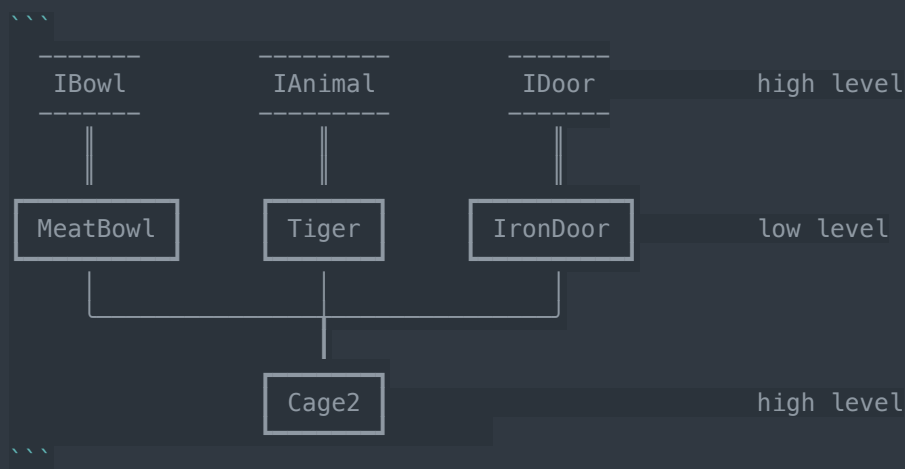 ```
IBowl IAnimal IDoor high level
MeatBowl Tiger IronDoor low level
Cage2 high level
```